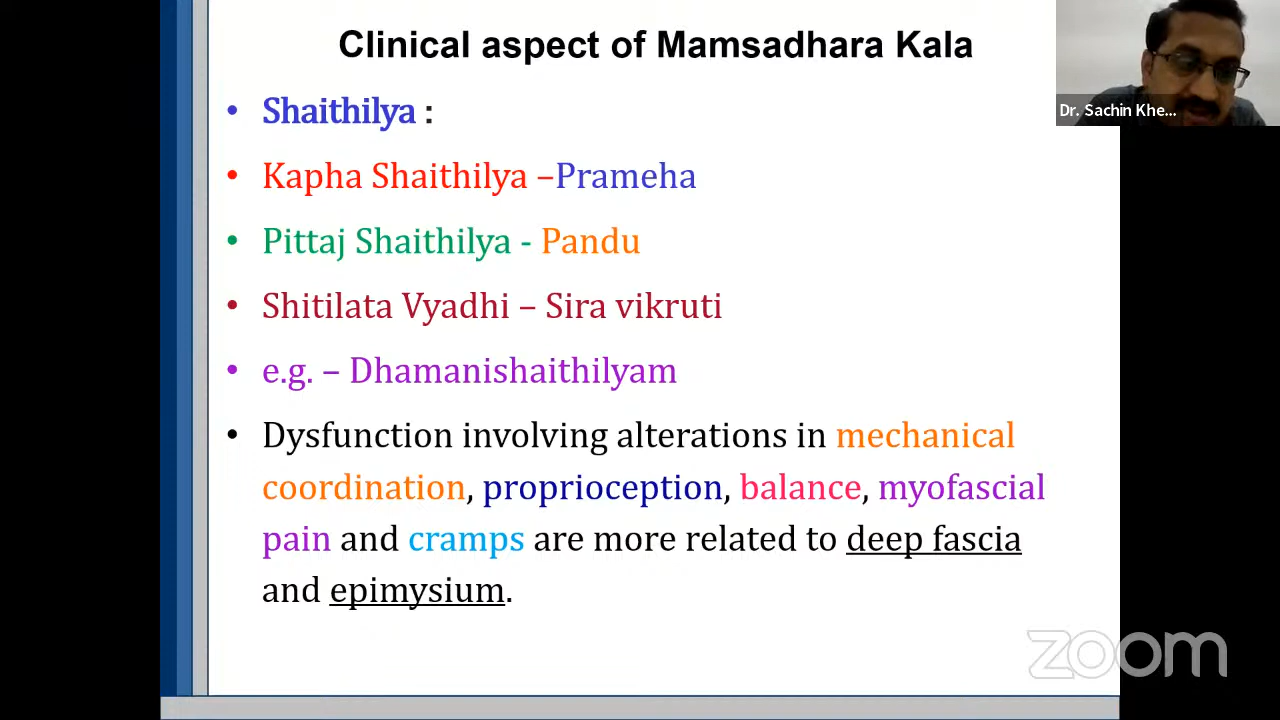 Clinical aspect of Mamsadhara Kala
• Shaithilya :
• Kapha Shaithilya –Prameha
• Pittaj Shaithilya - Pandu
• Shitilata Vyadhi – Sira vikruti
• e.g. – Dhamanishaithilyam
• Dysfunction involving alterations in mechanical
coordination, proprioception, balance, myofascial
pain and cramps are more related to deep fascia
and epimysium.
Dr. Sachin Khe...
zoom